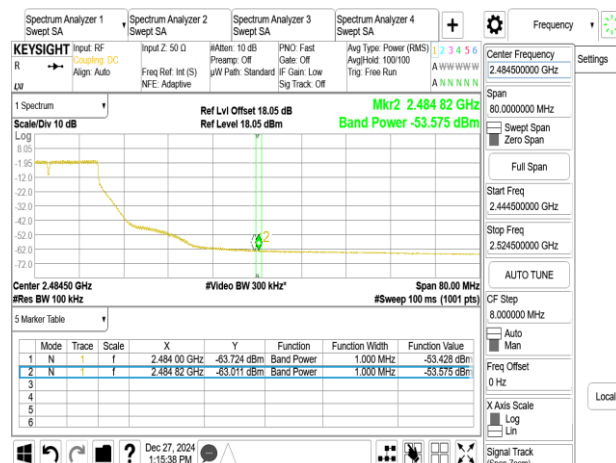 Spectrum Analyzer 1
Swept SA
Spectrum Analyzer 2
Swept SA
Spectrum Analyzer 3
Swept SA
Spectrum Analyzer 4
Swept SA
+
Frequency
Settings
KEYSIGHT
R
Input: RF
Coupling: DC
Align: Auto
Input Z: 50 Ω
Freq Ref: Int (S)
NFE: Adaptive
#Atten: 10 dB
Preamp: Off
µW Path: Standard
PNO: Fast
Gate: Off
IF Gain: Low
Sig Track: Off
Avg Type: Power (RMS)
Avg|Hold: 100/100
Trig: Free Run
1 2 3 4 5 6
A W W W W W
A N N N N N
1 Spectrum
Scale/Div 10 dB
Ref Lvl Offset 18.05 dB
Ref Level 18.05 dBm
Mkr2 2.484 82 GHz
Band Power -53.575 dBm
Log
8.05
-1.95
-12.0
-22.0
-32.0
-42.0
-52.0
-62.0
-72.0
2
Center 2.48450 GHz
#Res BW 100 kHz
#Video BW 300 kHz*
Span 80.00 MHz
#Sweep 100 ms (1001 pts)
5 Marker Table
Mode Trace Scale X Y Function Function Width Function Value
1 N 1 f 2.484 00 GHz -63.724 dBm Band Power 1.000 MHz -53.428 dBm
2 N 1 f 2.484 82 GHz -63.011 dBm Band Power 1.000 MHz -53.575 dBm
3
4
5
6
Center Frequency
2.484500000 GHz
Span
80.0000000 MHz
Swept Span
Zero Span
Full Span
Start Freq
2.444500000 GHz
Stop Freq
2.524500000 GHz
AUTO TUNE
CF Step
8.000000 MHz
Auto
Man
Freq Offset
0 Hz
X Axis Scale
Log
Lin
Signal Track
(Span Zoom)
Local
?
Dec 27, 2024
1:15:38 PM